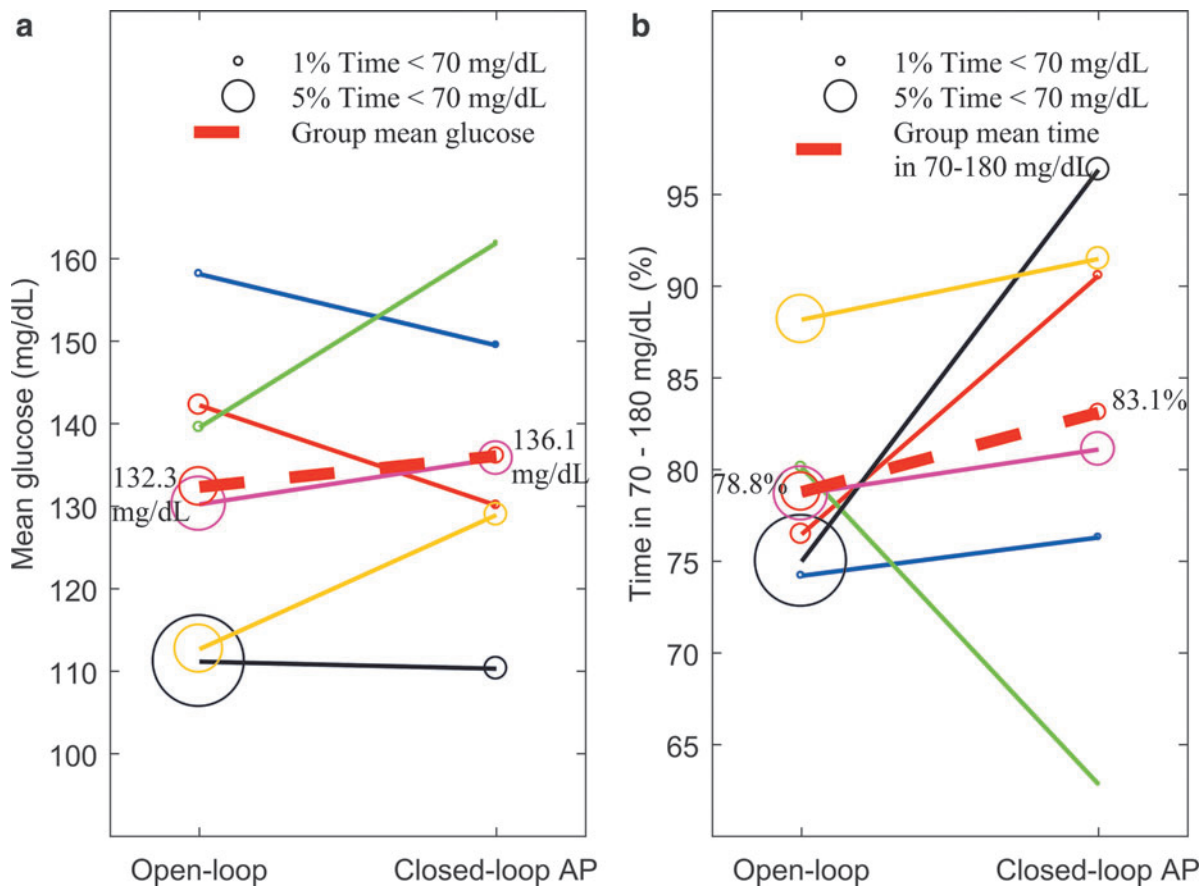 a
1% Time < 70 mg/dL
5% Time < 70 mg/dL
Group mean glucose
Mean glucose (mg/dL)
160
150
140
130
120
110
100
132.3
mg/dL
136.1
mg/dL
Open-loop
Closed-loop AP
b
1% Time < 70 mg/dL
5% Time < 70 mg/dL
Group mean time
in 70-180 mg/dL
Time in 70 - 180 mg/dL (%)
95
90
85
80
75
70
65
78.8%
83.1%
Open-loop
Closed-loop AP